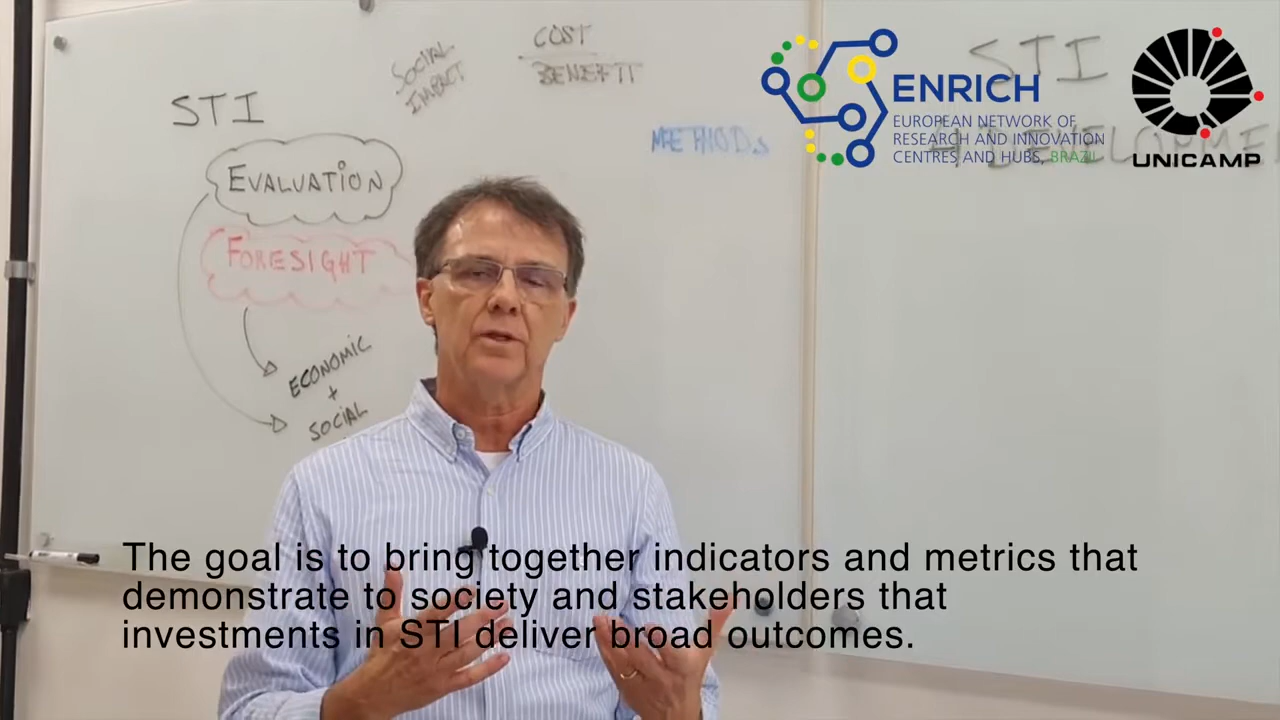 STI
EVALUATION
FORESIGHT
ECONOMIC
+
SOCIAL
SOCIAL
IMPACT
COST
BENEFIT
METHODS
STI
+ DEVELOPME
ENRICH
EUROPEAN NETWORK OF
RESEARCH AND INNOVATION
CENTRES AND HUBS, BRAZIL
UNICAMP
The goal is to bring together indicators and metrics that
demonstrate to society and stakeholders that
investments in STI deliver broad outcomes.